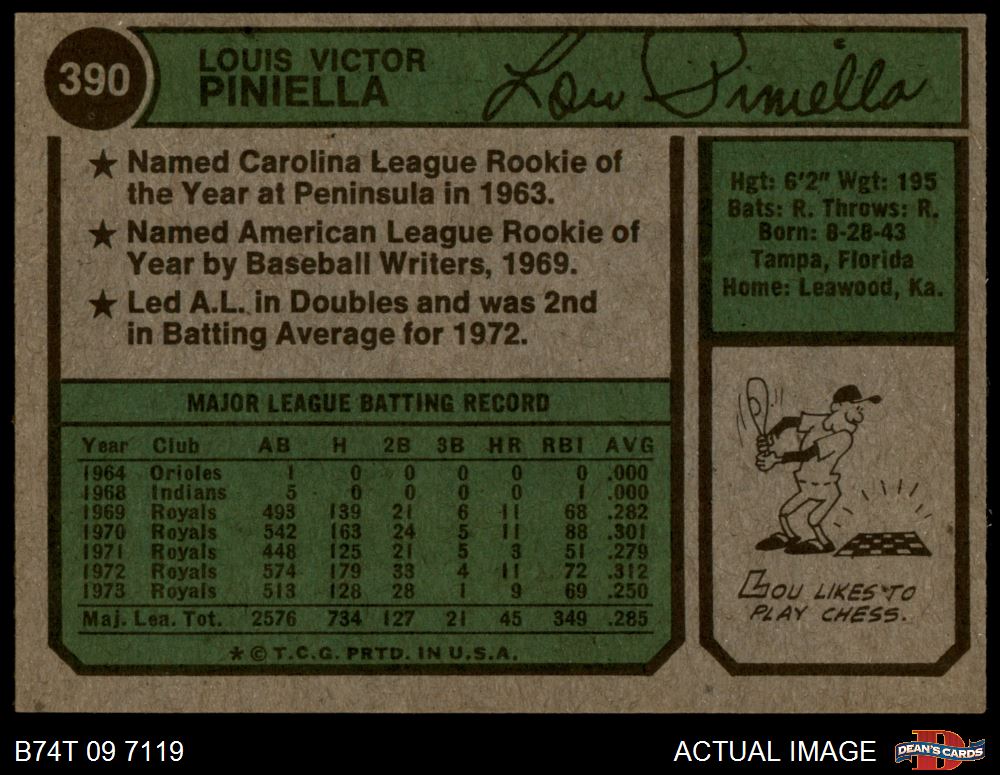 390
LOUIS VICTOR
PINIELLA
Lou Piniella
★ Named Carolina League Rookie of
the Year at Peninsula in 1963.
★ Named American League Rookie of
Year by Baseball Writers, 1969.
★ Led A.L. in Doubles and was 2nd
in Batting Average for 1972.
Hgt: 6'2" Wgt: 195
Bats: R. Throws: R.
Born: 8-28-43
Tampa, Florida
Home: Leawood, Ka.
MAJOR LEAGUE BATTING RECORD
Year Club AB H 2B 3B HR RBI AVG
1964 Orioles 1 0 0 0 0 0 .000
1968 Indians 5 0 0 0 0 1 .000
1969 Royals 493 139 21 6 11 68 .282
1970 Royals 542 163 24 5 11 88 .301
1971 Royals 448 125 21 5 3 51 .279
1972 Royals 574 179 33 4 11 72 .312
1973 Royals 513 128 28 1 9 69 .250
Maj. Lea. Tot. 2576 734 127 21 45 349 .285
* © T.C.G. PRTD. IN U.S.A.
LOU LIKES TO
PLAY CHESS.
B74T 09 7119
ACTUAL IMAGE
DEAN'S CARDS